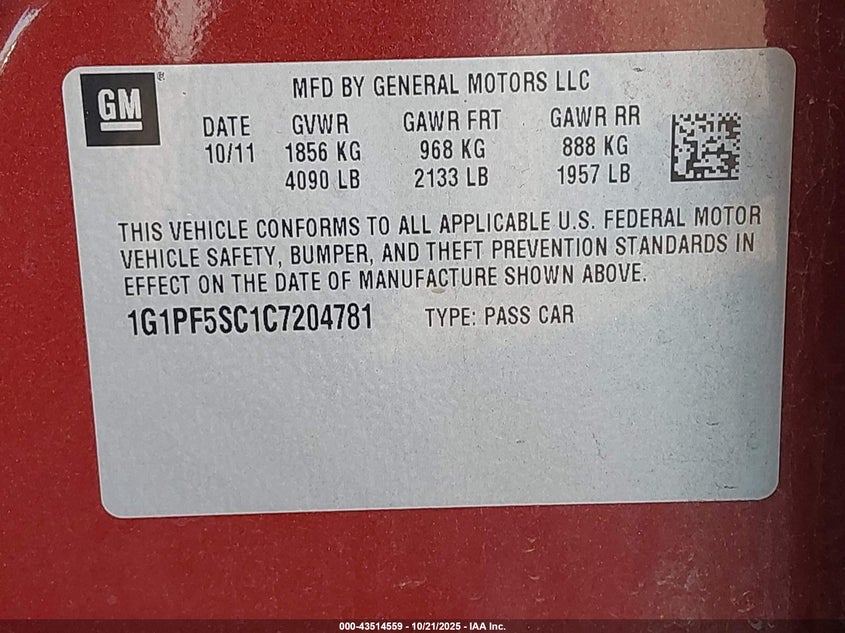 GM ®
MFD BY GENERAL MOTORS LLC
DATE GVWR GAWR FRT GAWR RR
10/11 1856 KG 968 KG 888 KG
4090 LB 2133 LB 1957 LB
THIS VEHICLE CONFORMS TO ALL APPLICABLE U.S. FEDERAL MOTOR
VEHICLE SAFETY, BUMPER, AND THEFT PREVENTION STANDARDS IN
EFFECT ON THE DATE OF MANUFACTURE SHOWN ABOVE.
1G1PF5SC1C7204781 TYPE: PASS CAR
000-43514559 - 10/21/2025 - IAA Inc.